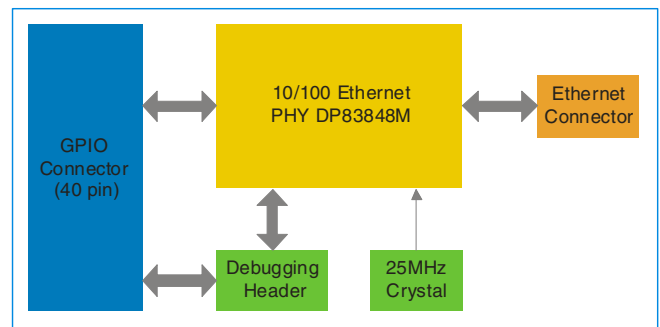 10/100 Ethernet
PHY DP83848M
Ethernet
Connector
GPIO
Connector
(40 pin)
Debugging
Header
25MHz
Crystal